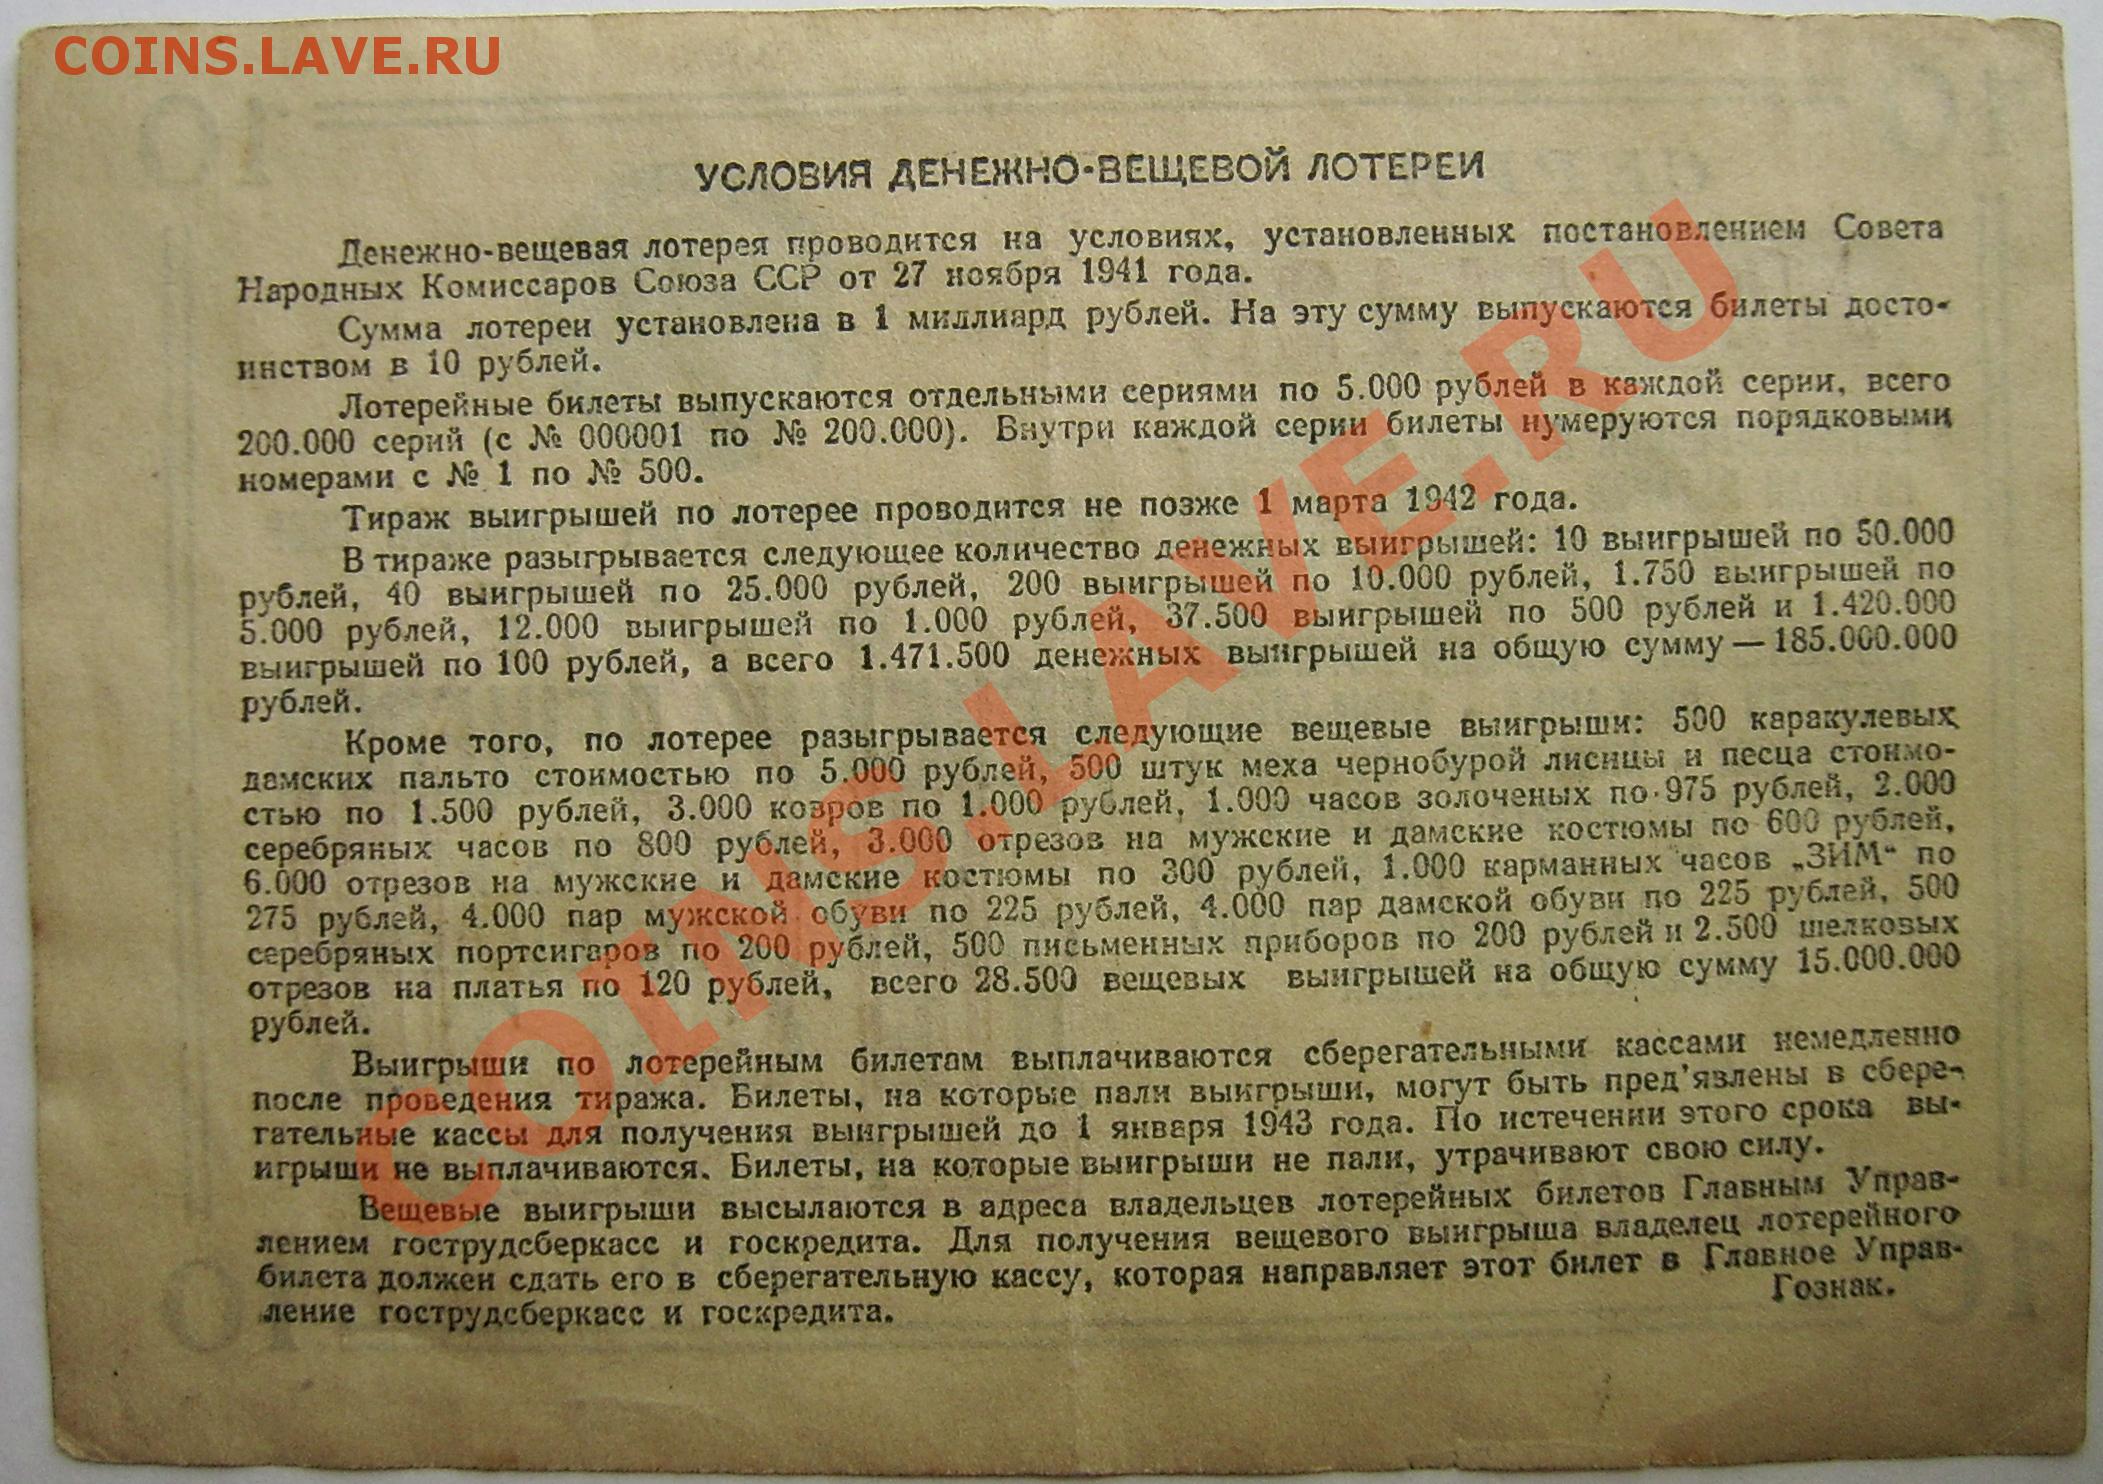 COINS.LAVE.RU
УСЛОВИЯ ДЕНЕЖНО-ВЕЩЕВОЙ ЛОТЕРЕИ
Денежно-вещевая лотерея проводится на условиях, установленных постановлением Совета
Народных Комиссаров Союза ССР от 27 ноября 1941 года.
Сумма лотереи установлена в 1 миллиард рублей. На эту сумму выпускаются билеты досто-
инством в 10 рублей.
Лотерейные билеты выпускаются отдельными сериями по 5.000 рублей в каждой серии, всего
200.000 серий (с № 000001 по № 200.000). Внутри каждой серии билеты нумеруются порядковыми
номерами с № 1 по № 500.
Тираж выигрышей по лотерее проводится не позже 1 марта 1942 года.
В тираже разыгрывается следующее количество денежных выигрышей: 10 выигрышей по 50.000
рублей, 40 выигрышей по 25.000 рублей, 200 выигрышей по 10.000 рублей, 1.750 выигрышей по
5.000 рублей, 12.000 выигрышей по 1.000 рублей, 37.500 выигрышей по 500 рублей и 1.420.000
выигрышей по 100 рублей, а всего 1.471.500 денежных выигрышей на общую сумму — 185.000.000
рублей.
Кроме того, по лотерее разыгрывается следующие вещевые выигрыши: 500 каракулевых
дамских пальто стоимостью по 5.000 рублей, 500 штук меха чернобурой лисицы и песца стоимо-
стью по 1.500 рублей, 3.000 ковров по 1.000 рублей, 1.000 часов золоченых по 975 рублей, 2.000
серебряных часов по 800 рублей, 3.000 отрезов на мужские и дамские костюмы по 600 рублей,
6.000 отрезов на мужские и дамские костюмы по 300 рублей, 1.000 карманных часов „ЗИМ“ по
275 рублей, 4.000 пар мужской обуви по 225 рублей, 4.000 пар дамской обуви по 225 рублей, 500
серебряных портсигаров по 200 рублей, 500 письменных приборов по 200 рублей и 2.500 шелковых
отрезов на платья по 120 рублей, всего 28.500 вещевых выигрышей на общую сумму 15.000.000
рублей.
Выигрыши по лотерейным билетам выплачиваются сберегательными кассами немедленно
после проведения тиража. Билеты, на которые пали выигрыши, могут быть пред'явлены в сбере-
гательные кассы для получения выигрышей до 1 января 1943 года. По истечении этого срока вы-
игрыши не выплачиваются. Билеты, на которые выигрыши не пали, утрачивают свою силу.
Вещевые выигрыши высылаются в адреса владельцев лотерейных билетов Главным Управ-
лением гострудсберкасс и госкредита. Для получения вещевого выигрыша владелец лотерейного
билета должен сдать его в сберегательную кассу, которая направляет этот билет в Главное Управ-
ление гострудсберкасс и госкредита.
Гознак.
COINS.LAVE.RU